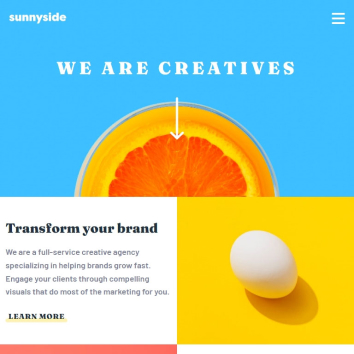 sunnyside
WE ARE CREATIVES
Transform your brand
We are a full-service creative agency
specializing in helping brands grow fast.
Engage your clients through compelling
visuals that do most of the marketing for you.
LEARN MORE